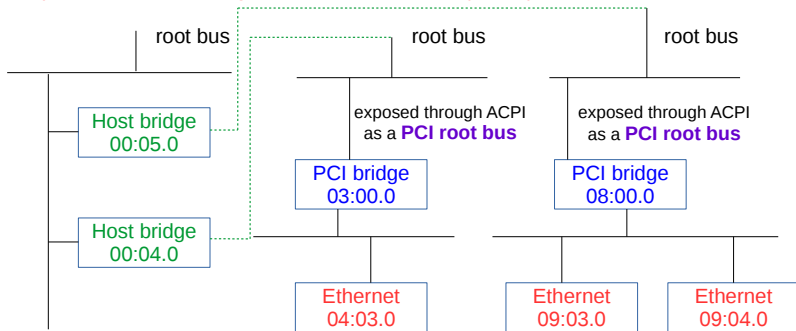 root bus
root bus
root bus
exposed through ACPI
as a PCI root bus
exposed through ACPI
as a PCI root bus
Host bridge
00:05.0
PCI bridge
03:00.0
PCI bridge
08:00.0
Host bridge
00:04.0
Ethernet
04:03.0
Ethernet
09:03.0
Ethernet
09:04.0